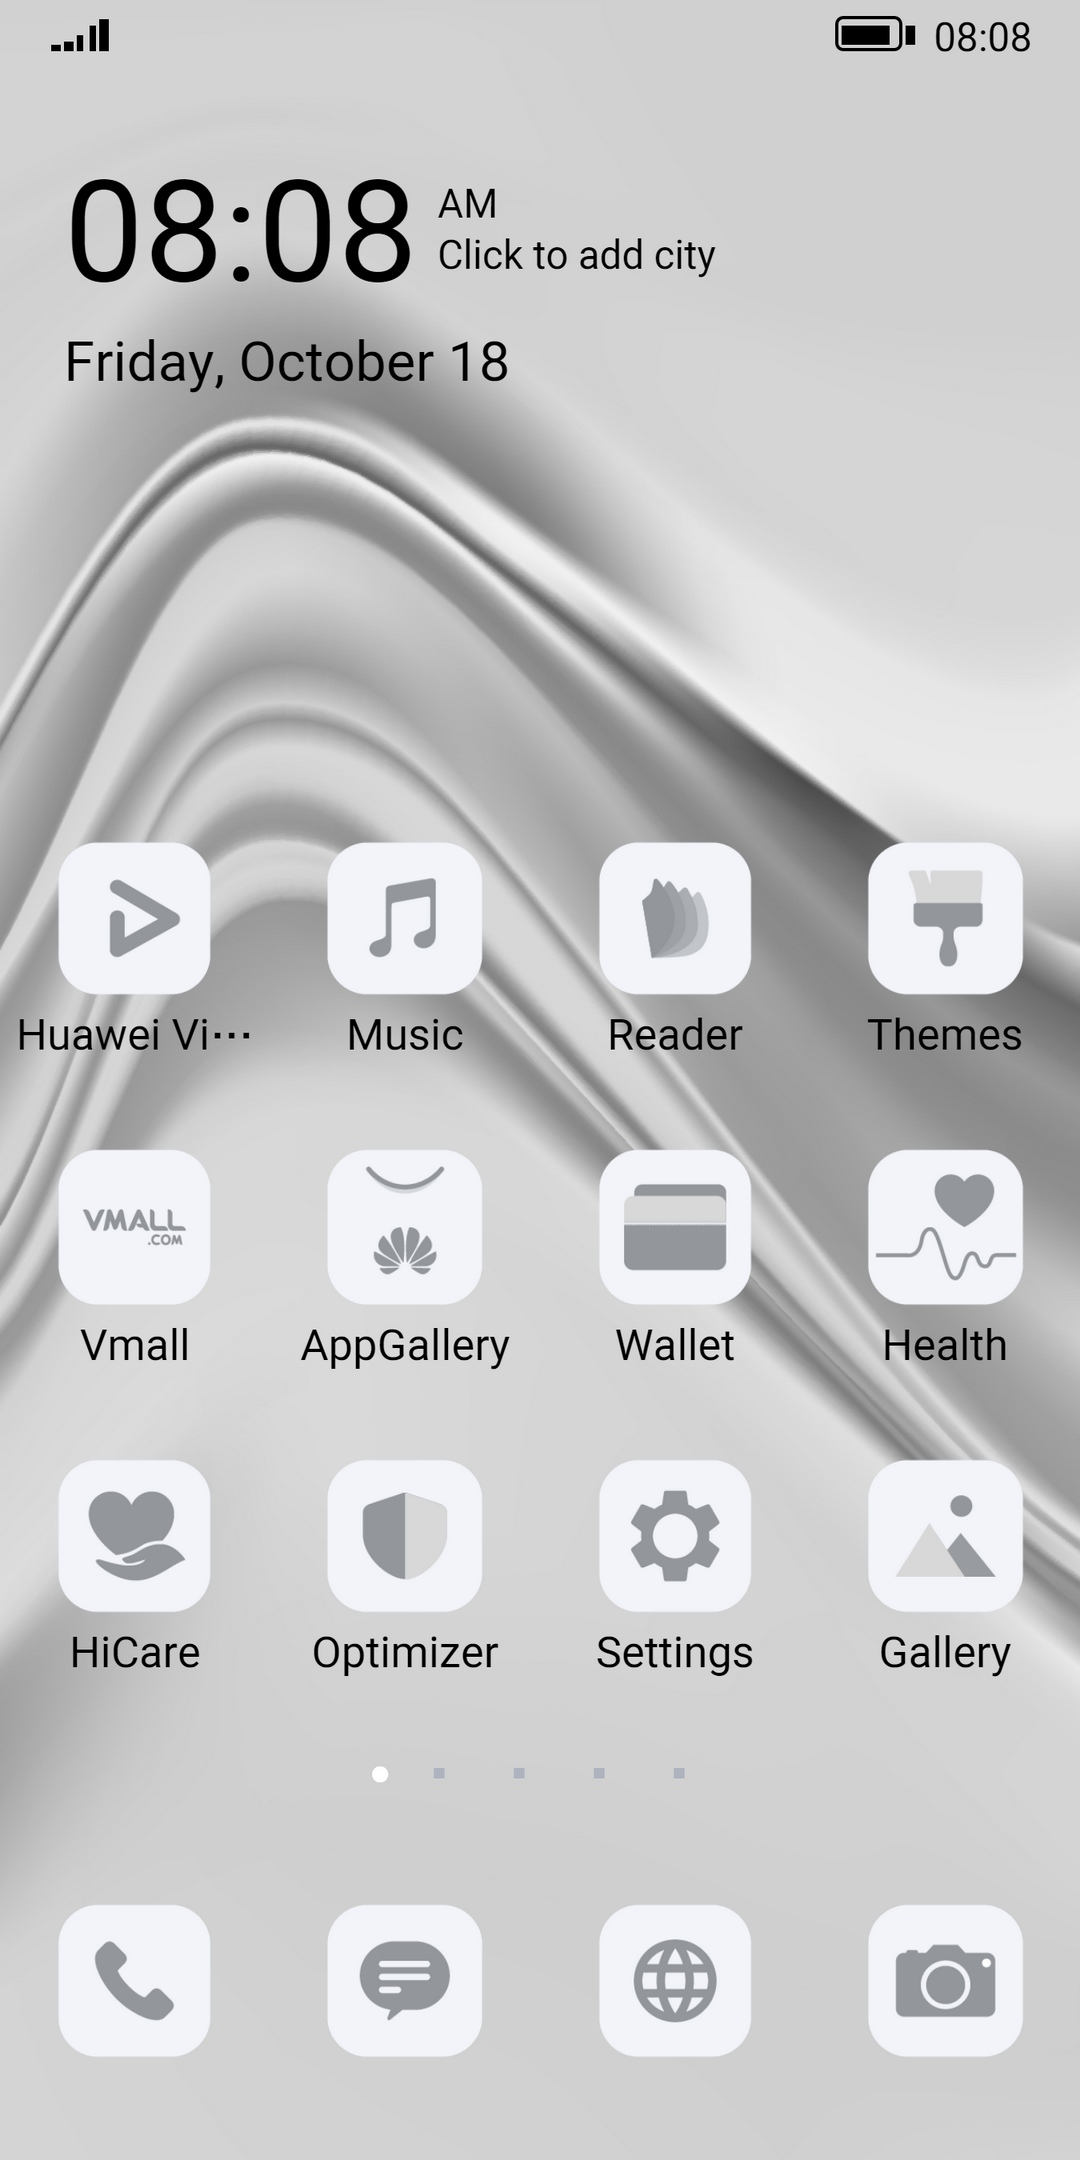 08:08
08:08 AM
Click to add city
Friday, October 18
Huawei Vi··· Music Reader Themes
VMALL
.COM
Vmall AppGallery Wallet Health
HiCare Optimizer Settings Gallery